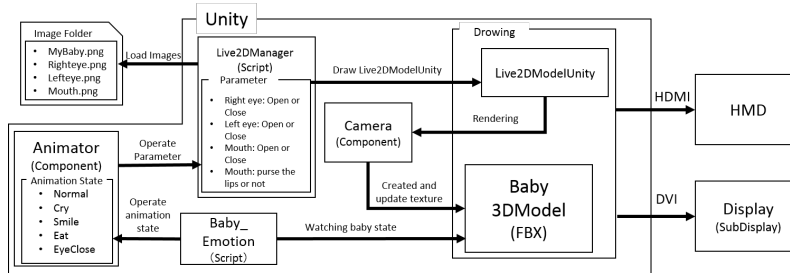 Unity
Image Folder
• MyBaby.png
• Righteye.png
• Lefteye.png
• Mouth.png
Load Images
Live2DManager
(Script)
Parameter
• Right eye: Open or
Close
• Left eye: Open or
Close
• Mouth: Open or
Close
• Mouth: purse the
lips or not
Draw Live2DModelUnity
Drowing
Live2DModelUnity
Rendering
Camera
(Component)
Created and
update texture
Baby
3DModel
(FBX)
HDMI
HMD
DVI
Display
(SubDisplay)
Animator
(Component)
Animation State
• Normal
• Cry
• Smile
• Eat
• EyeClose
Operate
Parameter
Operate
animation
state
Baby_
Emotion
(Script)
Watching baby state